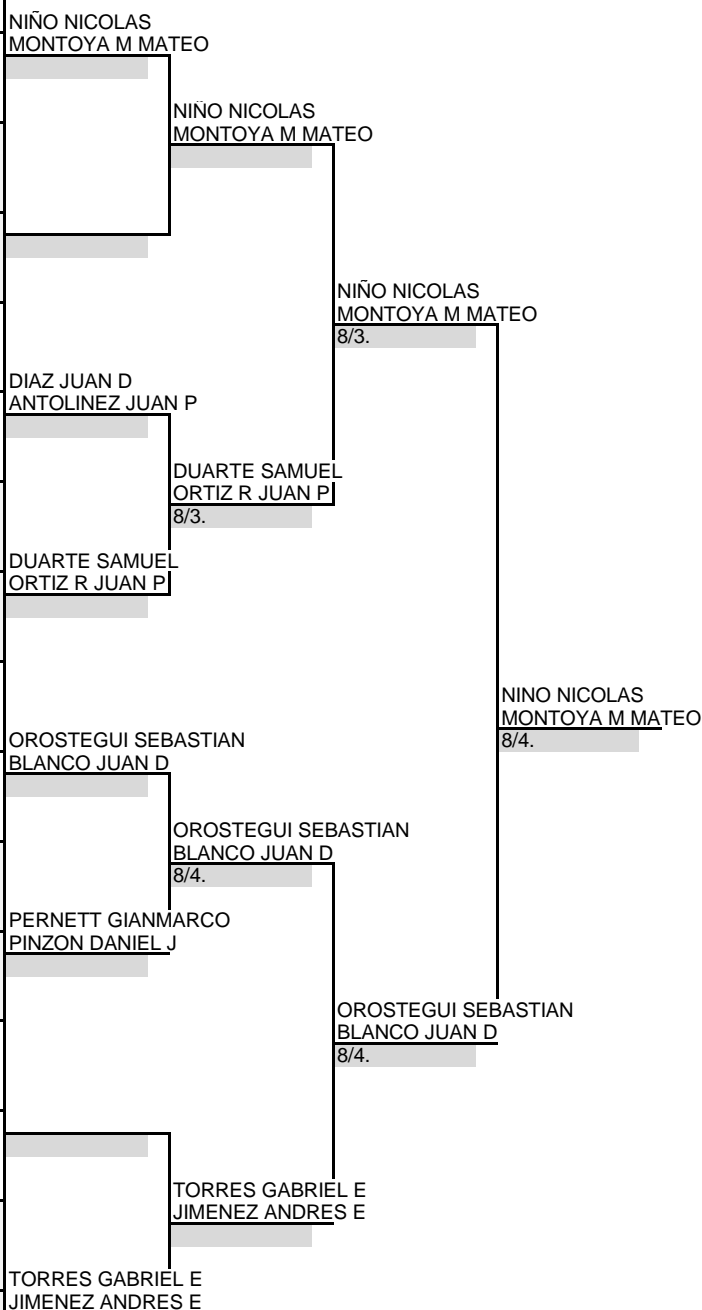 NIÑO NICOLAS
MONTOYA M MATEO
NIÑO NICOLAS
MONTOYA M MATEO
NIÑO NICOLAS
MONTOYA M MATEO
8/3.
DIAZ JUAN D
ANTOLINEZ JUAN P
DUARTE SAMUEL
ORTIZ R JUAN P
8/3.
DUARTE SAMUEL
ORTIZ R JUAN P
NINO NICOLAS
MONTOYA M MATEO
8/4.
OROSTEGUI SEBASTIAN
BLANCO JUAN D
OROSTEGUI SEBASTIAN
BLANCO JUAN D
8/4.
PERNETT GIANMARCO
PINZON DANIEL J
OROSTEGUI SEBASTIAN
BLANCO JUAN D
8/4.
TORRES GABRIEL E
JIMENEZ ANDRES E
TORRES GABRIEL E
JIMENEZ ANDRES E